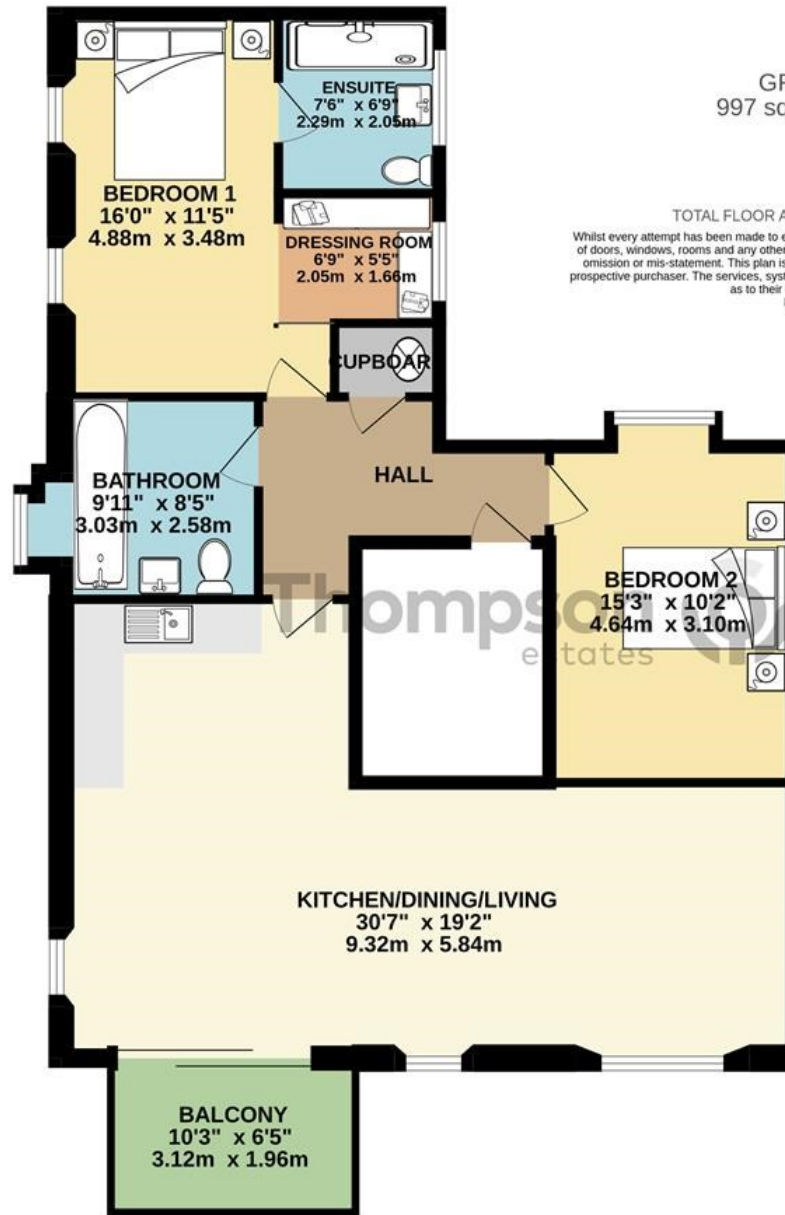 GR
997 sq
TOTAL FLOOR A
Whilst every attempt has been made to e
of doors, windows, rooms and any other
omission or mis-statement. This plan is
prospective purchaser. The services, syst
as to their
ENSUITE
7'6" x 6'9"
2.29m x 2.05m
BEDROOM 1
16'0" x 11'5"
4.88m x 3.48m
DRESSING ROOM
6'9" x 5'5"
2.05m x 1.66m
CUPBOAR
HALL
BATHROOM
9'11" x 8'5"
3.03m x 2.58m
BEDROOM 2
15'3" x 10'2"
4.64m x 3.10m
Thompson
estates
KITCHEN/DINING/LIVING
30'7" x 19'2"
9.32m x 5.84m
BALCONY
10'3" x 6'5"
3.12m x 1.96m